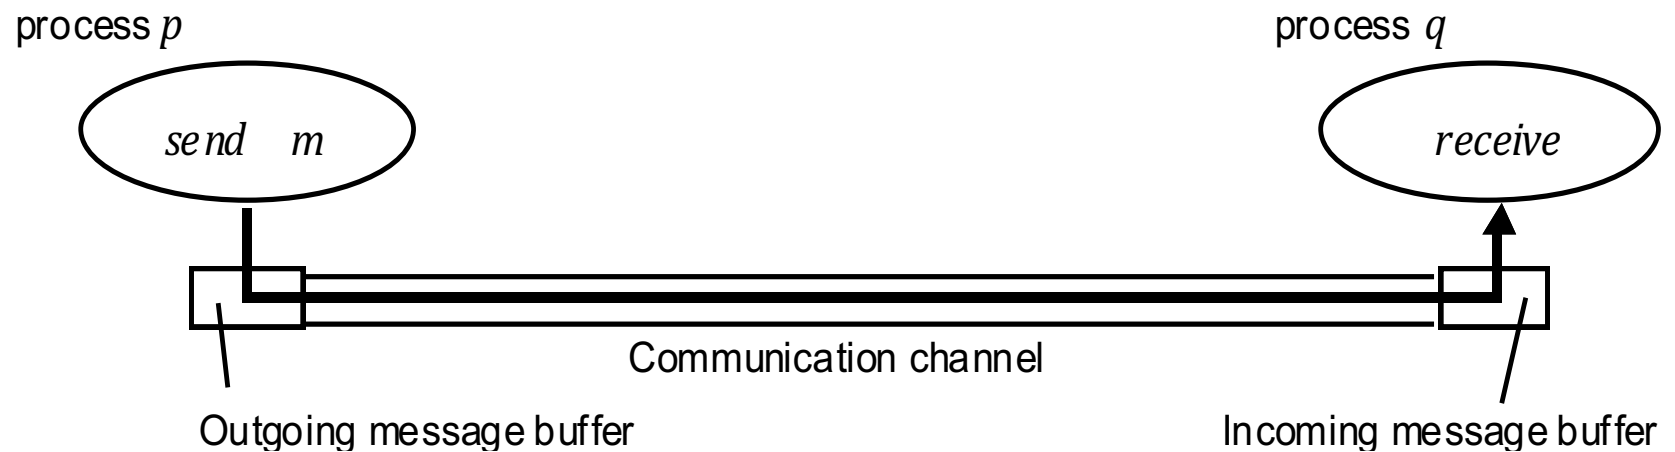 process p
process q
send m
receive
Communication channel
Outgoing message buffer
Incoming message buffer